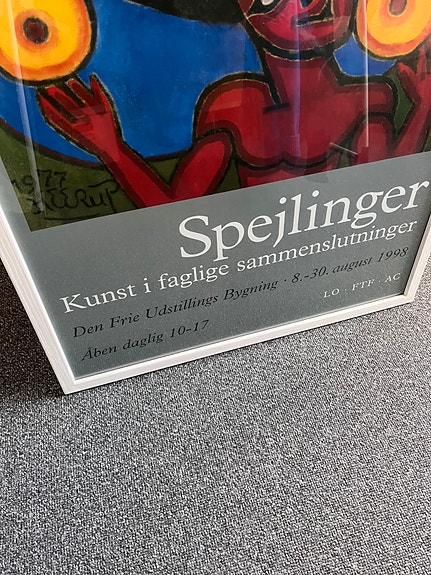 1977
Spejlinger
Kunst i faglige sammenslutninger
Den Frie Udstillings Bygning · 8.-30. august 1998
Åben daglig 10-17
LO · FTF · AC